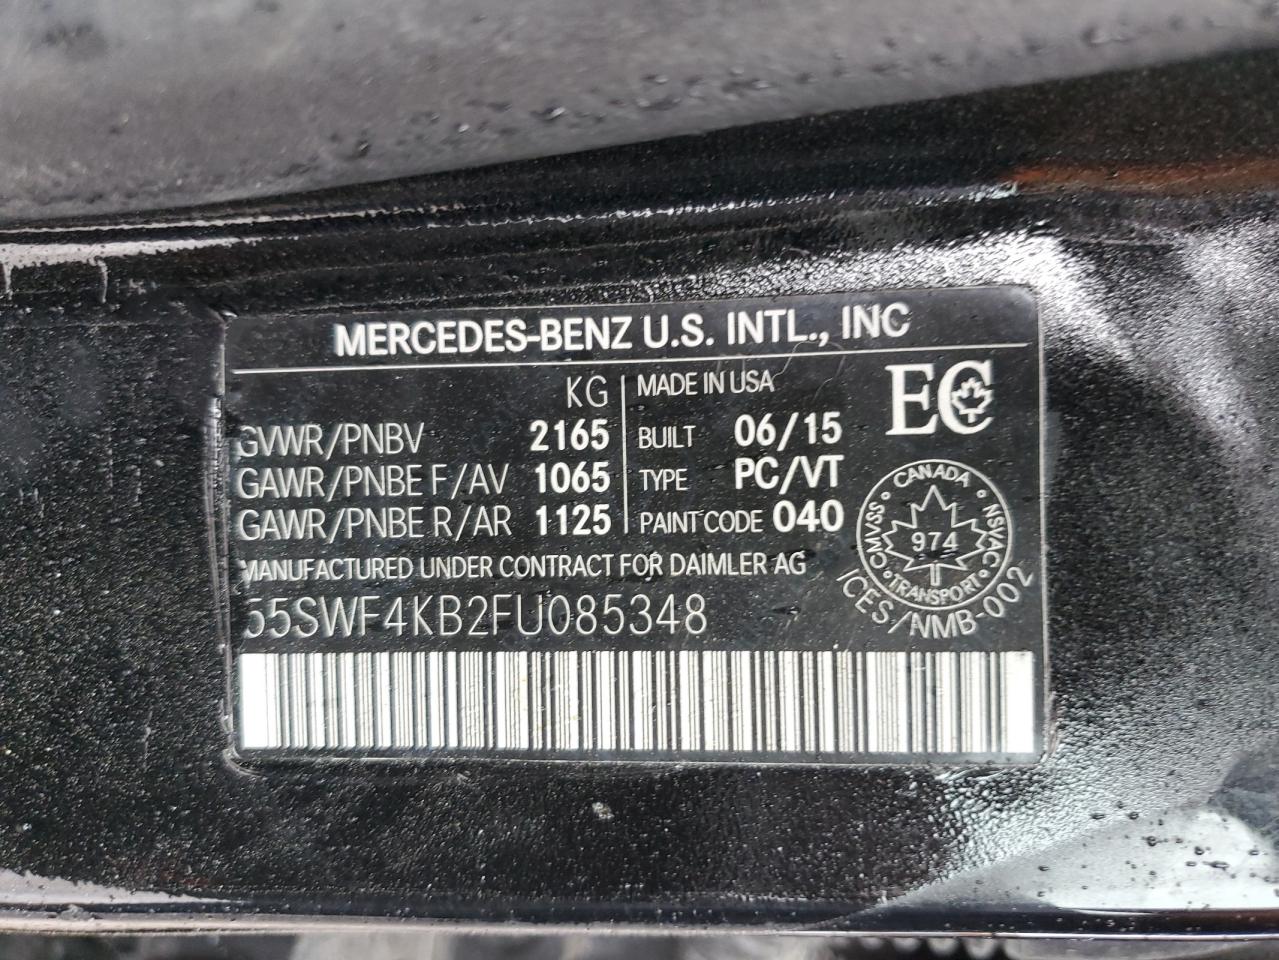 MERCEDES-BENZ U.S. INTL., INC
KG
GVWR/PNBV 2165
GAWR/PNBE F/AV 1065
GAWR/PNBE R/AR 1125
MADE IN USA
BUILT 06/15
TYPE PC/VT
PAINT CODE 040
EC
CANADA
CMVSS 974 NSVAC
TRANSPORT
ICES/NMB-002
MANUFACTURED UNDER CONTRACT FOR DAIMLER AG
55SWF4KB2FU085348